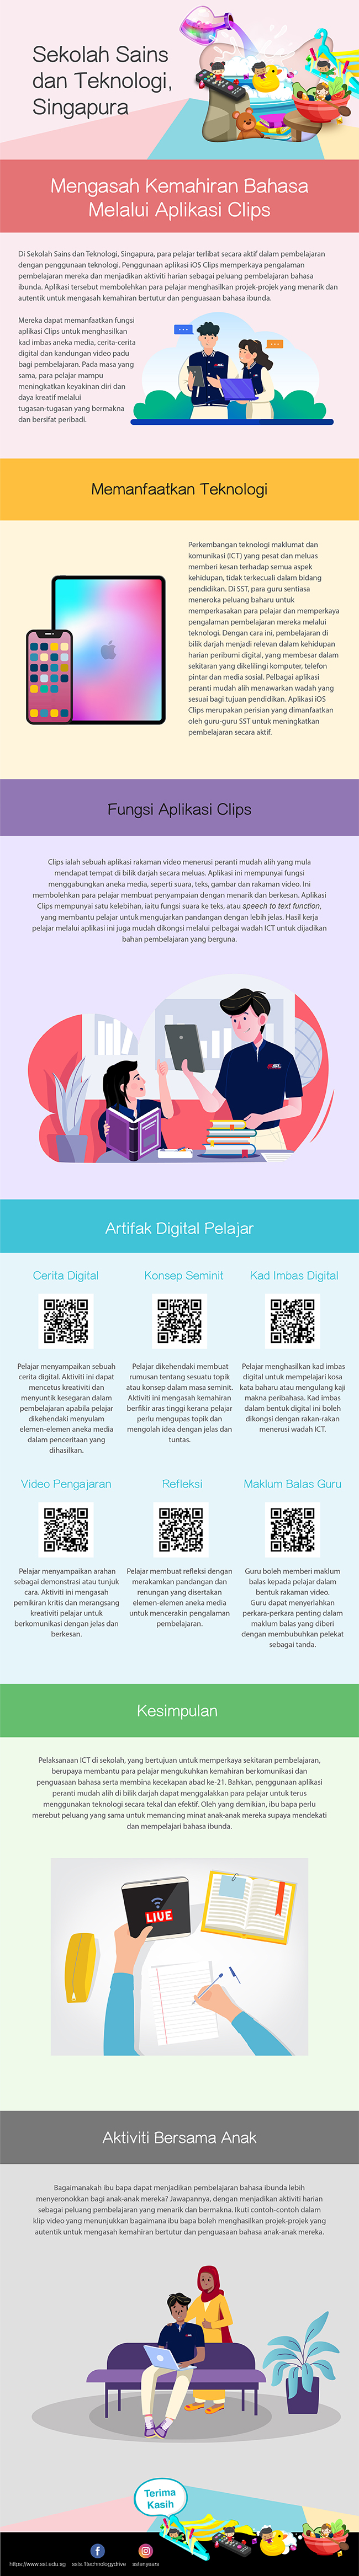 Sekolah Sains
dan Teknologi,
Singapura
Mengasah Kemahiran Bahasa
Melalui Aplikasi Clips
Di Sekolah Sains dan Teknologi, Singapura, para pelajar terlibat secara aktif dalam pembelajaran
dengan penggunaan teknologi. Penggunaan aplikasi iOS Clips memperkaya pengalaman
pembelajaran mereka dan menjadikan aktiviti harian sebagai peluang pembelajaran bahasa
ibunda. Aplikasi tersebut membolehkan para pelajar menghasilkan projek-projek yang menarik dan
autentik untuk mengasah kemahiran bertutur dan penguasaan bahasa ibunda.
Mereka dapat memanfaatkan fungsi
aplikasi Clips untuk menghasilkan
kad imbas aneka media, cerita-cerita
digital dan kandungan video padu
bagi pembelajaran. Pada masa yang
sama, para pelajar mampu
meningkatkan keyakinan diri dan
daya kreatif melalui
tugasan-tugasan yang bermakna
dan bersifat peribadi.
Memanfaatkan Teknologi
Perkembangan teknologi maklumat dan
komunikasi (ICT) yang pesat dan meluas
memberi kesan terhadap semua aspek
kehidupan, tidak terkecuali dalam bidang
pendidikan. Di SST, para guru sentiasa
meneroka peluang baharu untuk
memperkasakan para pelajar dan memperkaya
pengalaman pembelajaran mereka melalui
teknologi. Dengan cara ini, pembelajaran di
bilik darjah menjadi relevan dalam kehidupan
harian peribumi digital, yang membesar dalam
sekitaran yang dikelilingi komputer, telefon
pintar dan media sosial. Pelbagai aplikasi
peranti mudah alih menawarkan wadah yang
sesuai bagi tujuan pendidikan. Aplikasi iOS
Clips merupakan perisian yang dimanfaatkan
oleh guru-guru SST untuk meningkatkan
pembelajaran secara aktif.
Fungsi Aplikasi Clips
Clips ialah sebuah aplikasi rakaman video menerusi peranti mudah alih yang mula
mendapat tempat di bilik darjah secara meluas. Aplikasi ini mempunyai fungsi
menggabungkan aneka media, seperti suara, teks, gambar dan rakaman video. Ini
membolehkan para pelajar membuat penyampaian dengan menarik dan berkesan. Aplikasi
Clips mempunyai satu kelebihan, iaitu fungsi suara ke teks, atau speech to text function,
yang membantu pelajar untuk mengujarkan pandangan dengan lebih jelas. Hasil kerja
pelajar melalui aplikasi ini juga mudah dikongsi melalui pelbagai wadah ICT untuk dijadikan
bahan pembelajaran yang berguna.
Artifak Digital Pelajar
Cerita Digital
Pelajar menyampaikan sebuah
cerita digital. Aktiviti ini dapat
mencetus kreativiti dan
menyuntik kesegaran dalam
pembelajaran apabila pelajar
dikehendaki menyulam
elemen-elemen aneka media
dalam penceritaan yang
dihasilkan.
Konsep Seminit
Pelajar dikehendaki membuat
rumusan tentang sesuatu topik
atau konsep dalam masa seminit.
Aktiviti ini mengasah kemahiran
berfikir aras tinggi kerana pelajar
perlu mengupas topik dan
mengolah idea dengan jelas dan
tuntas.
Kad Imbas Digital
Pelajar menghasilkan kad imbas
digital untuk mempelajari kosa
kata baharu atau mengulang kaji
makna peribahasa. Kad imbas
dalam bentuk digital ini boleh
dikongsi dengan rakan-rakan
menerusi wadah ICT.
Video Pengajaran
Pelajar menyampaikan arahan
sebagai demonstrasi atau tunjuk
cara. Aktiviti ini mengasah
pemikiran kritis dan merangsang
kreativiti pelajar untuk
berkomunikasi dengan jelas dan
berkesan.
Refleksi
Pelajar membuat refleksi dengan
merakamkan pandangan dan
renungan yang disertakan
elemen-elemen aneka media
untuk mencerakin pengalaman
pembelajaran.
Maklum Balas Guru
Guru boleh memberi maklum
balas kepada pelajar dalam
bentuk rakaman video.
Guru dapat menyerlahkan
perkara-perkara penting dalam
maklum balas yang diberi
dengan membubuhkan pelekat
sebagai tanda.
Kesimpulan
Pelaksanaan ICT di sekolah, yang bertujuan untuk memperkaya sekitaran pembelajaran,
berupaya membantu para pelajar mengukuhkan kemahiran berkomunikasi dan
penguasaan bahasa serta membina kecekapan abad ke-21. Bahkan, penggunaan aplikasi
peranti mudah alih di bilik darjah dapat menggalakkan para pelajar untuk terus
menggunakan teknologi secara tekal dan efektif. Oleh yang demikian, ibu bapa perlu
merebut peluang yang sama untuk memancing minat anak-anak mereka supaya mendekati
dan mempelajari bahasa ibunda.
LIVE
Aktiviti Bersama Anak
Bagaimanakah ibu bapa dapat menjadikan pembelajaran bahasa ibunda lebih
menyeronokkan bagi anak-anak mereka? Jawapannya, dengan menjadikan aktiviti harian
sebagai peluang pembelajaran yang menarik dan bermakna. Ikuti contoh-contoh dalam
klip video yang menunjukkan bagaimana ibu bapa boleh menghasilkan projek-projek yang
autentik untuk mengasah kemahiran bertutur dan penguasaan bahasa anak-anak mereka.
Terima
Kasih
https://www.sst.edu.sg
sstenyears